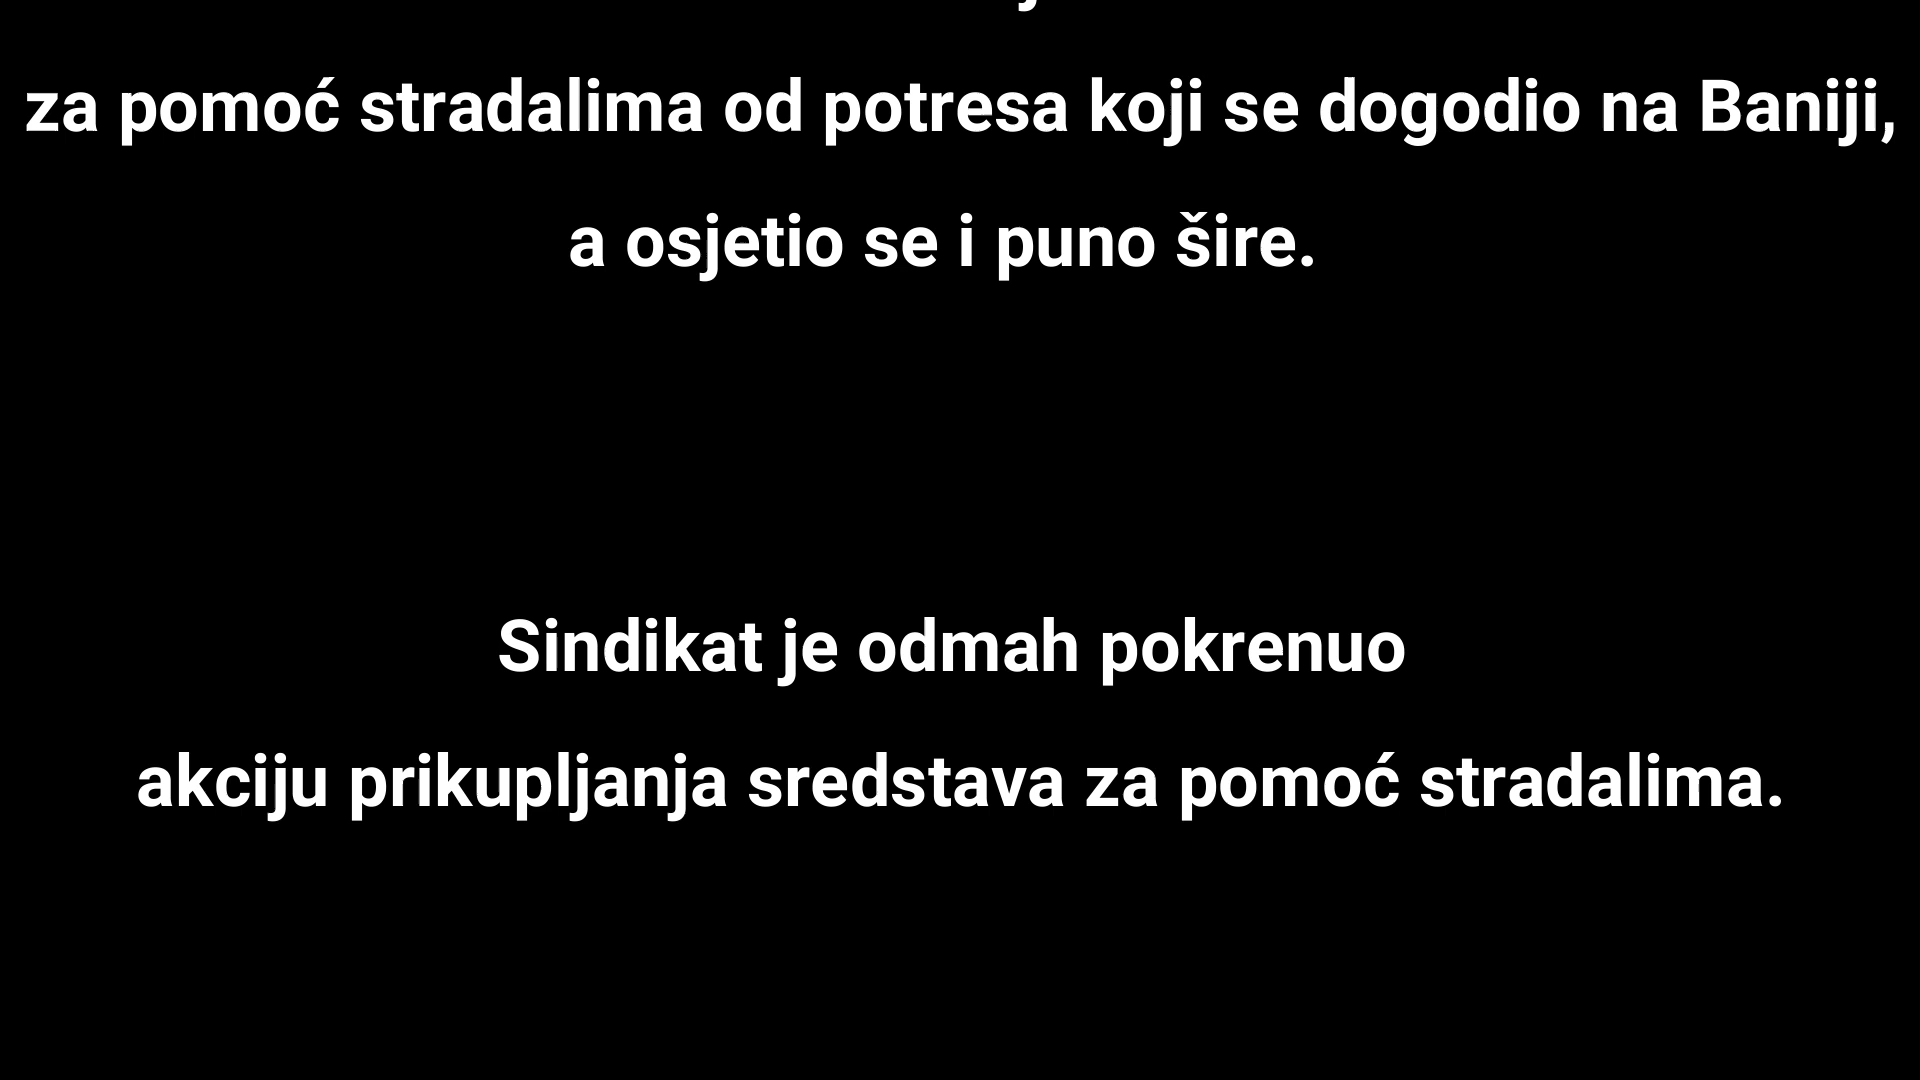 za pomoć stradalima od potresa koji se dogodio na Baniji,
a osjetio se i puno šire.
Sindikat je odmah pokrenuo
akciju prikupljanja sredstava za pomoć stradalima.